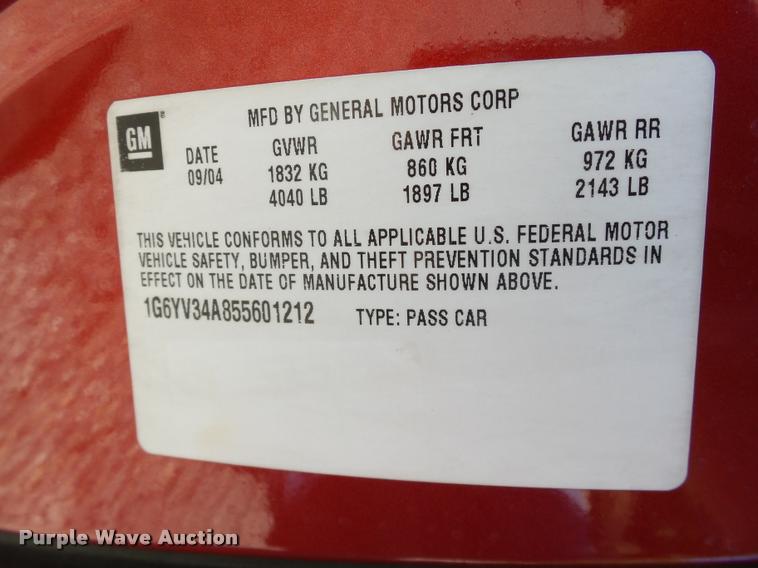 GM
MFD BY GENERAL MOTORS CORP
DATE GVWR GAWR FRT GAWR RR
09/04 1832 KG 860 KG 972 KG
4040 LB 1897 LB 2143 LB
THIS VEHICLE CONFORMS TO ALL APPLICABLE U.S. FEDERAL MOTOR
VEHICLE SAFETY, BUMPER, AND THEFT PREVENTION STANDARDS IN
EFFECT ON THE DATE OF MANUFACTURE SHOWN ABOVE.
1G6YV34A855601212 TYPE: PASS CAR
Purple Wave Auction